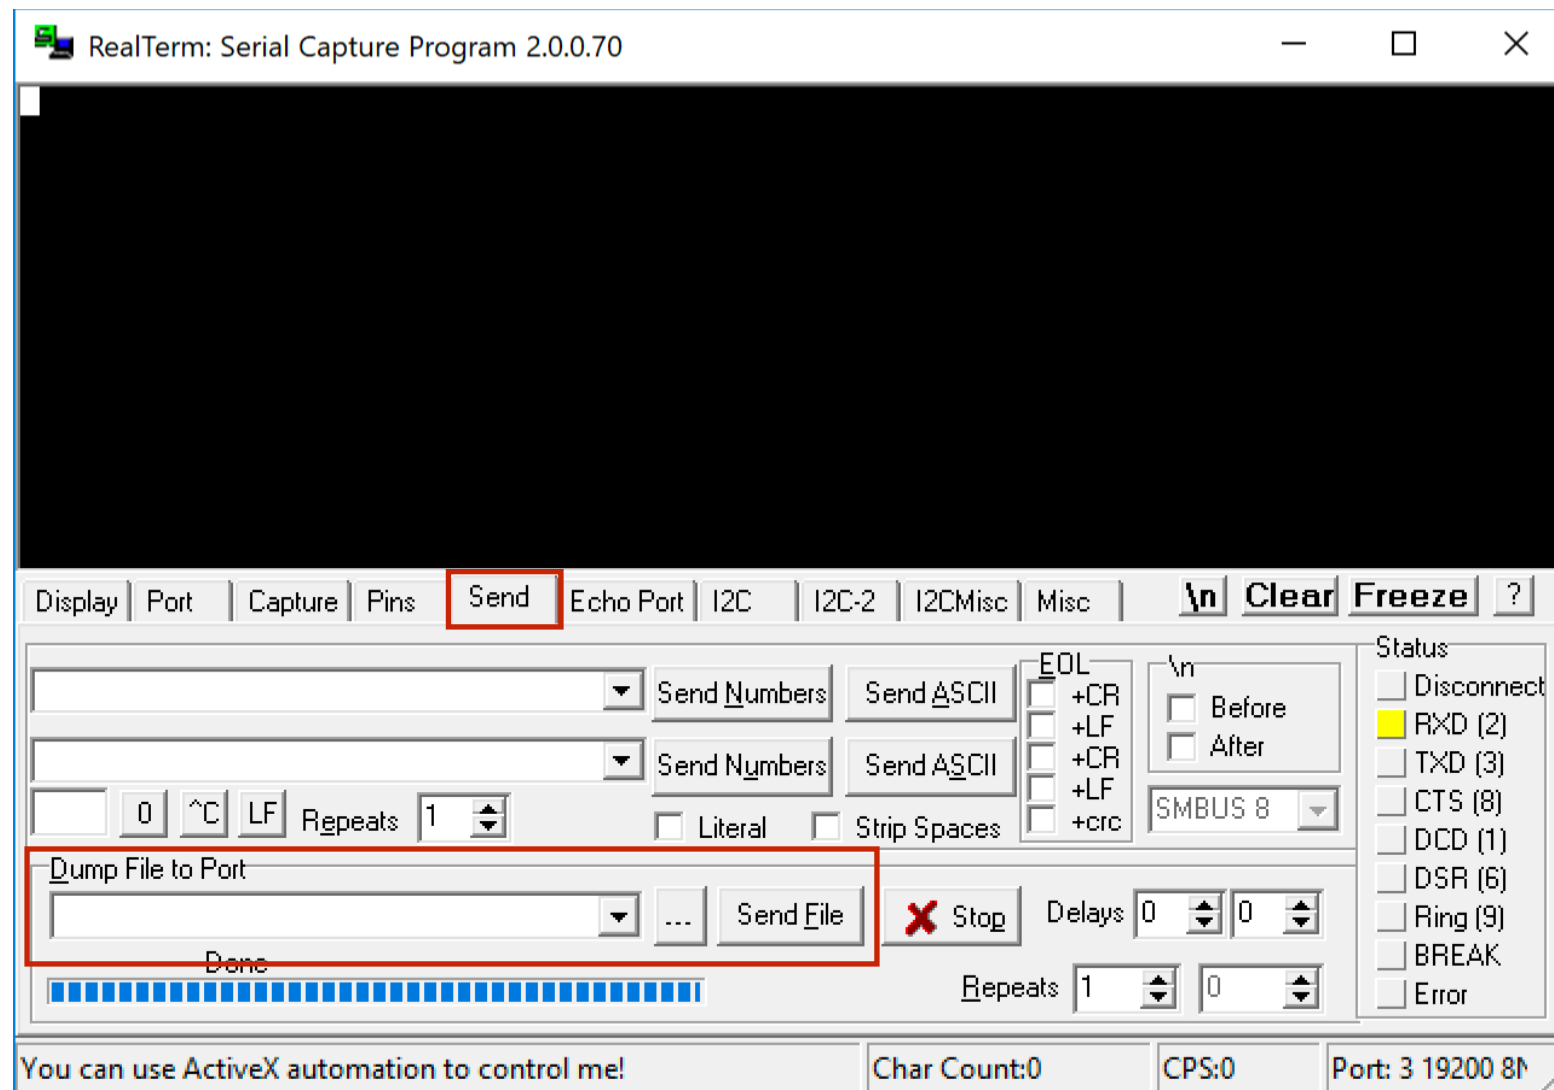 RealTerm: Serial Capture Program 2.0.0.70
Display Port Capture Pins Send Echo Port I2C I2C-2 I2CMisc Misc \n Clear Freeze ?
Status
EOL \n
Send Numbers Send ASCII +CR Before Disconnect
+LF RXD (2)
Send Numbers Send ASCII +CR After TXD (3)
+LF SMBUS 8 CTS (8)
0 ^C LF Repeats 1 Literal Strip Spaces +crc DCD (1)
Dump File to Port DSR (6)
... Send File Stop Delays 0 0 Ring (9)
Done BREAK
Repeats 1 0 Error
You can use ActiveX automation to control me! Char Count:0 CPS:0 Port: 3 19200 8N